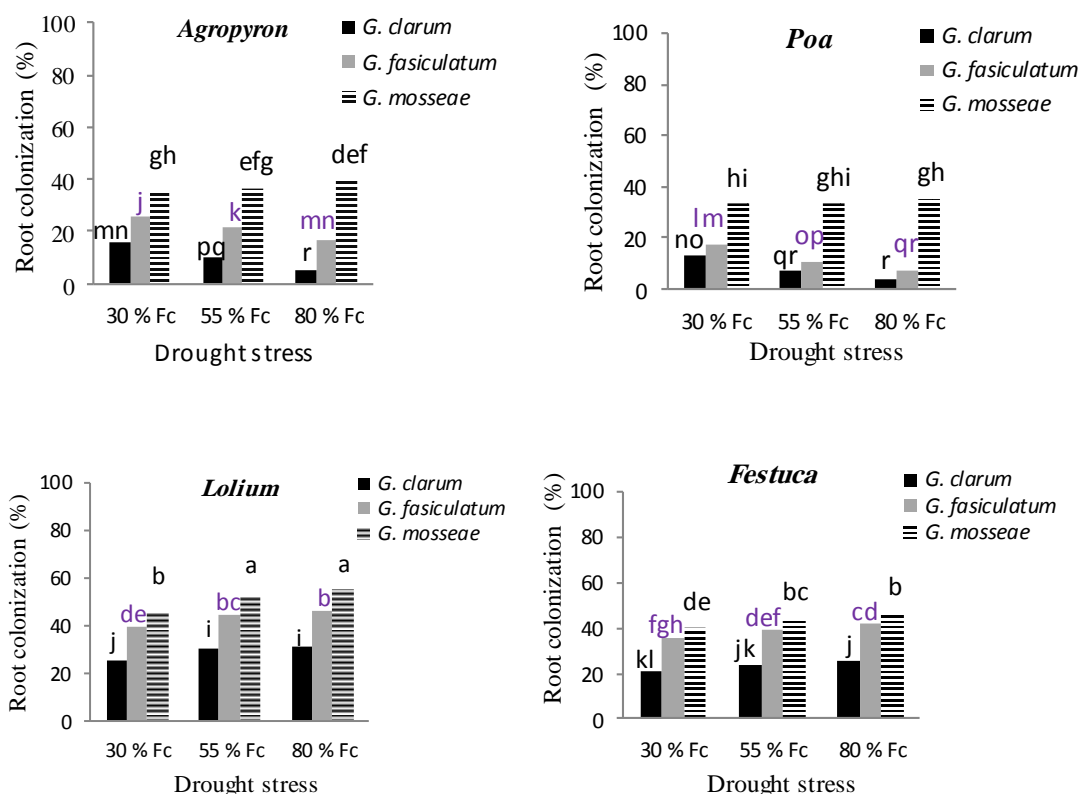 Agropyron
G. clarum
G. fasiculatum
G. mosseae
Root colonization (%)
100
80
60
40
20
0
mn
j
gh
pq
k
efg
r
mn
def
30 % Fc
55 % Fc
80 % Fc
Drought stress
Poa
G. clarum
G. fasiculatum
G. mosseae
Root colonization (%)
100
80
60
40
20
0
no
lm
hi
qr
op
ghi
r
qr
gh
30 % Fc
55 % Fc
80 % Fc
Drought stress
Lolium
G. clarum
G. fasiculatum
G. mosseae
Root colonization (%)
100
80
60
40
20
0
j
de
b
i
bc
a
i
b
a
30 % Fc
55 % Fc
80 % Fc
Drought stress
Festuca
G. clarum
G. fasiculatum
G. mosseae
Root colonization (%)
100
80
60
40
20
0
kl
fgh
de
jk
def
bc
j
cd
b
30 % Fc
55 % Fc
80 % Fc
Drought stress